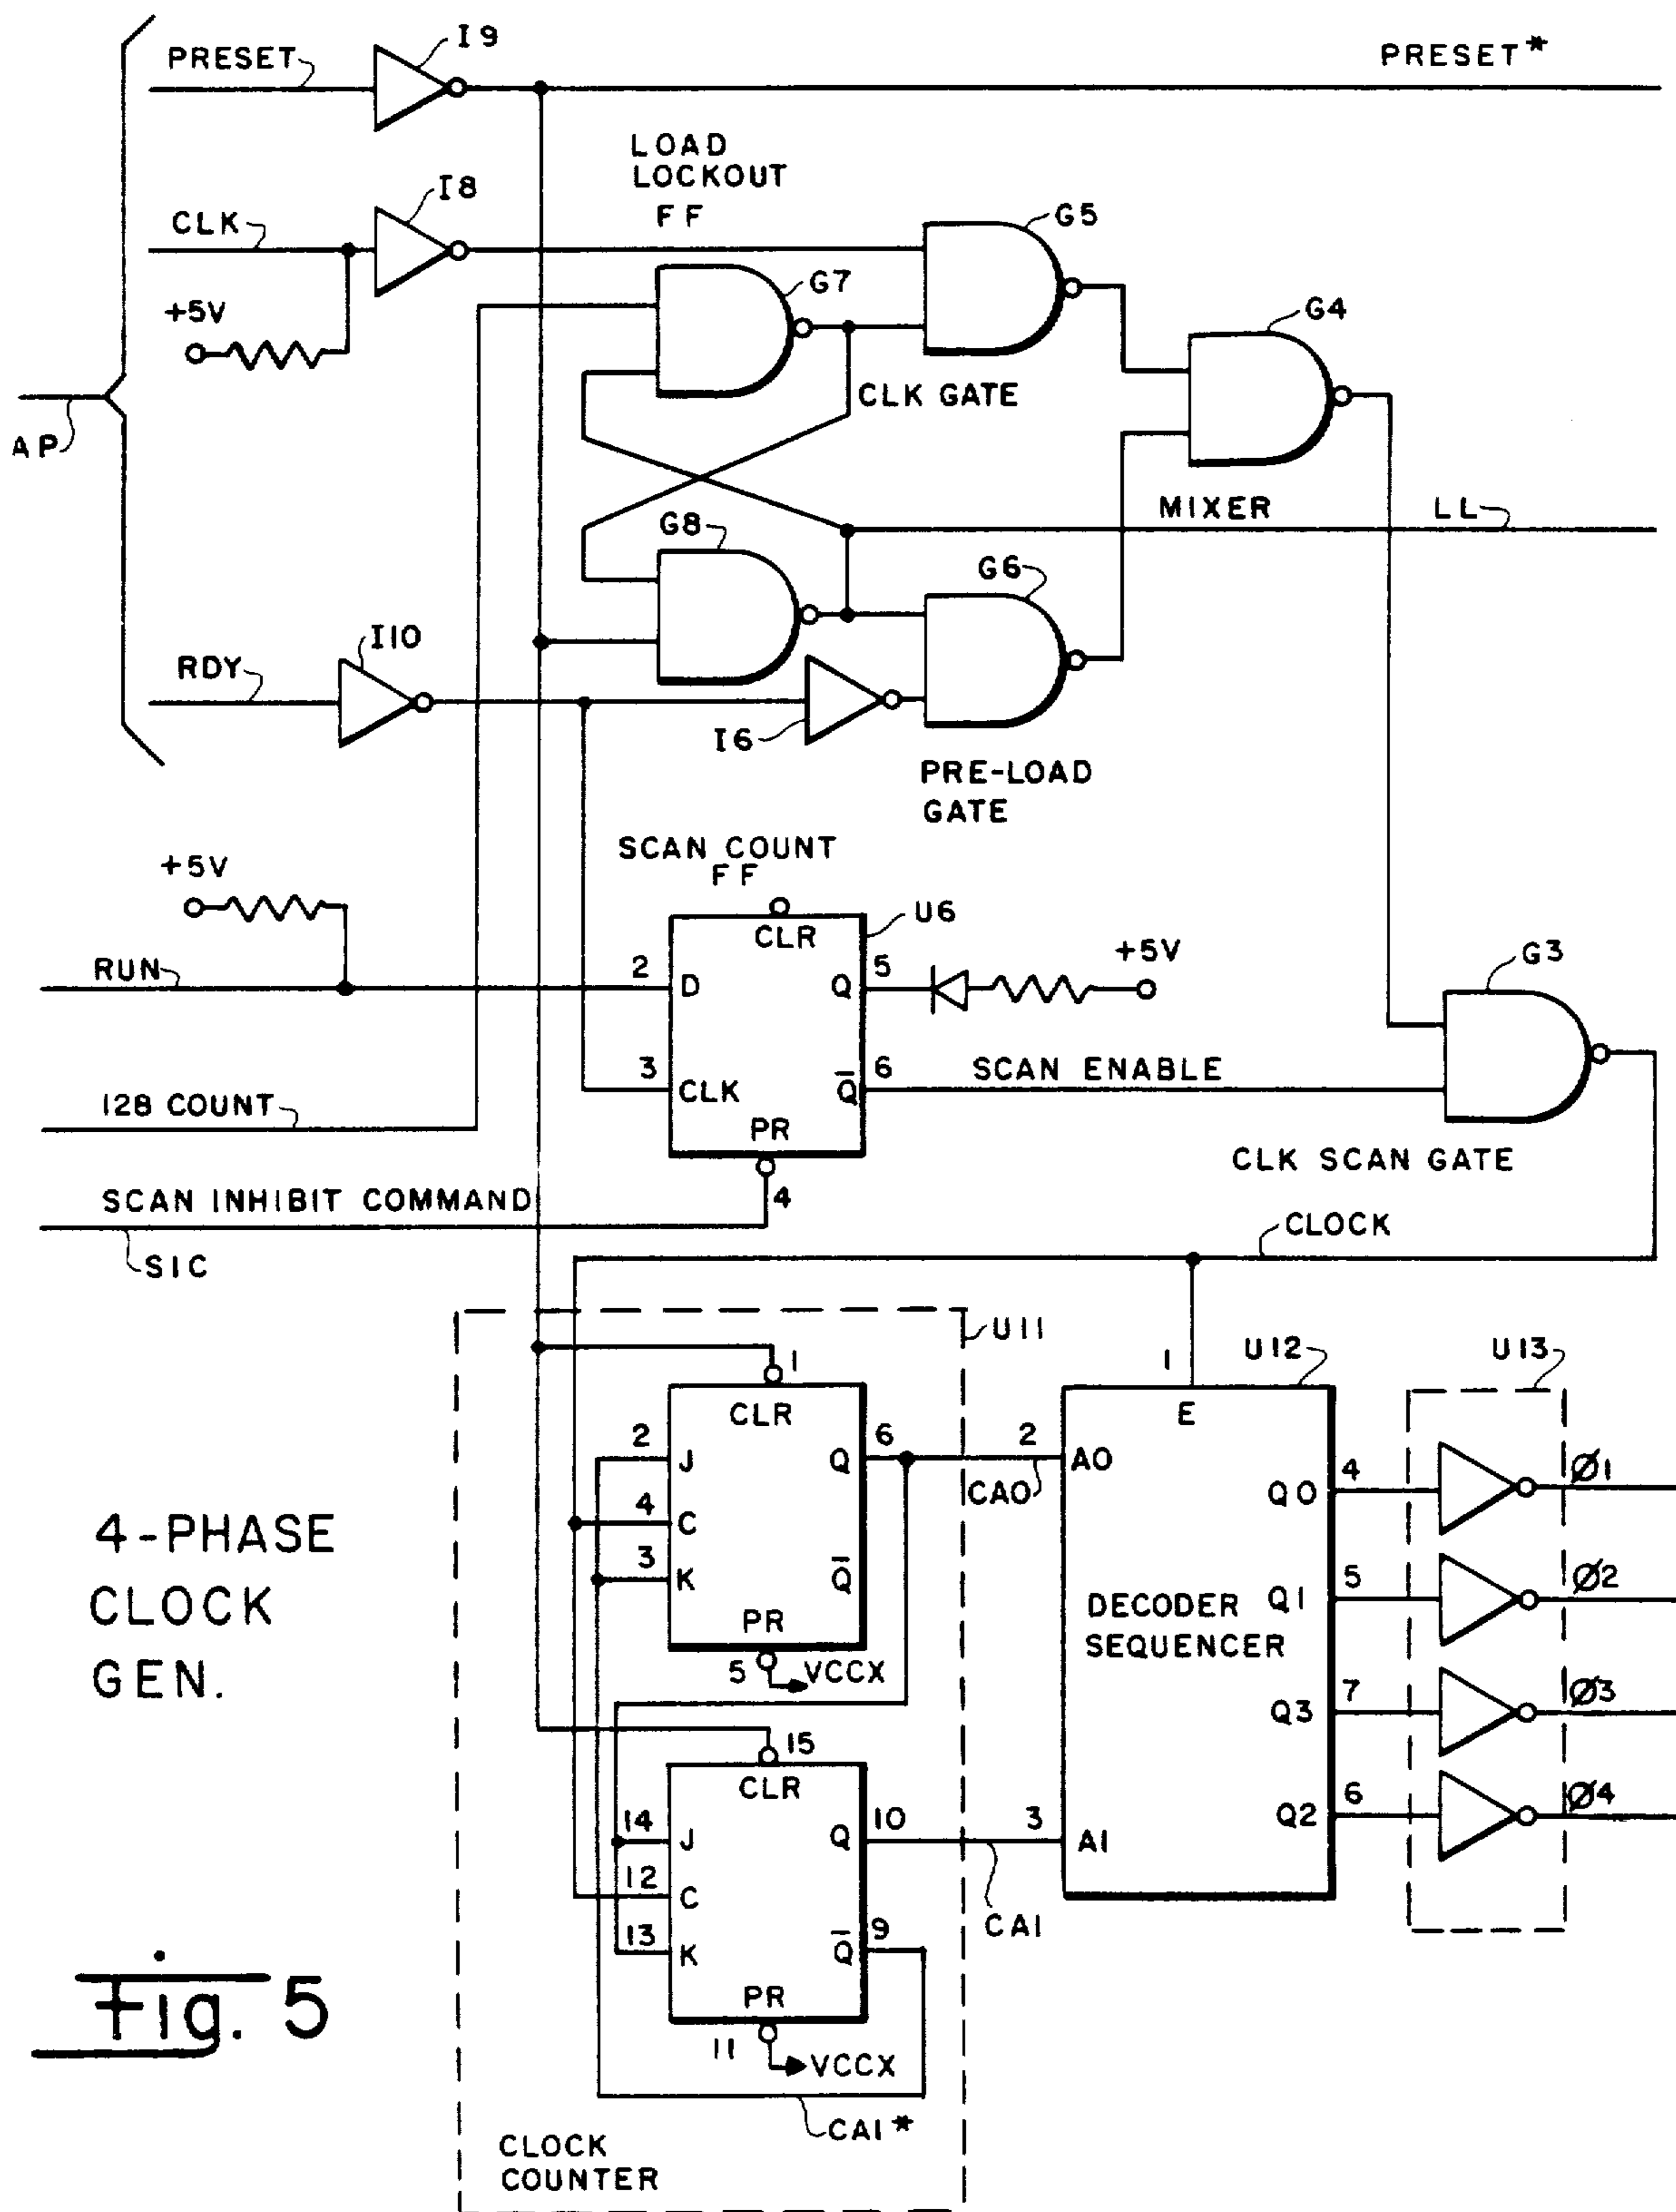 I9
PRESET
PRESET*
LOAD
LOCKOUT
FF
I8
CLK
G5
G7
+5V
G4
CLK GATE
AP
MIXER
LL
G8
G6
I10
RDY
I6
PRE-LOAD
GATE
SCAN COUNT
FF
+5V
U6
CLR
+5V
G3
RUN
2
D
Q
5
3
CLK
Q̅
6
SCAN ENABLE
128 COUNT
PR
CLK SCAN GATE
SCAN INHIBIT COMMAND
4
CLOCK
SIC
U11
1
1
U12
U13
CLR
E
2
J
Q
6
2
A0
CA0
4
C
Q0
4
Ø1
3
K
Q̅
4-PHASE
CLOCK
GEN.
DECODER
SEQUENCER
Q1
5
Ø2
PR
5
VCCX
Q3
7
Ø3
15
CLR
14
J
Q
10
3
A1
Q2
6
Ø4
12
C
CA1
13
K
Q̅
9
PR
11
VCCX
CA1*
Fig. 5
CLOCK
COUNTER